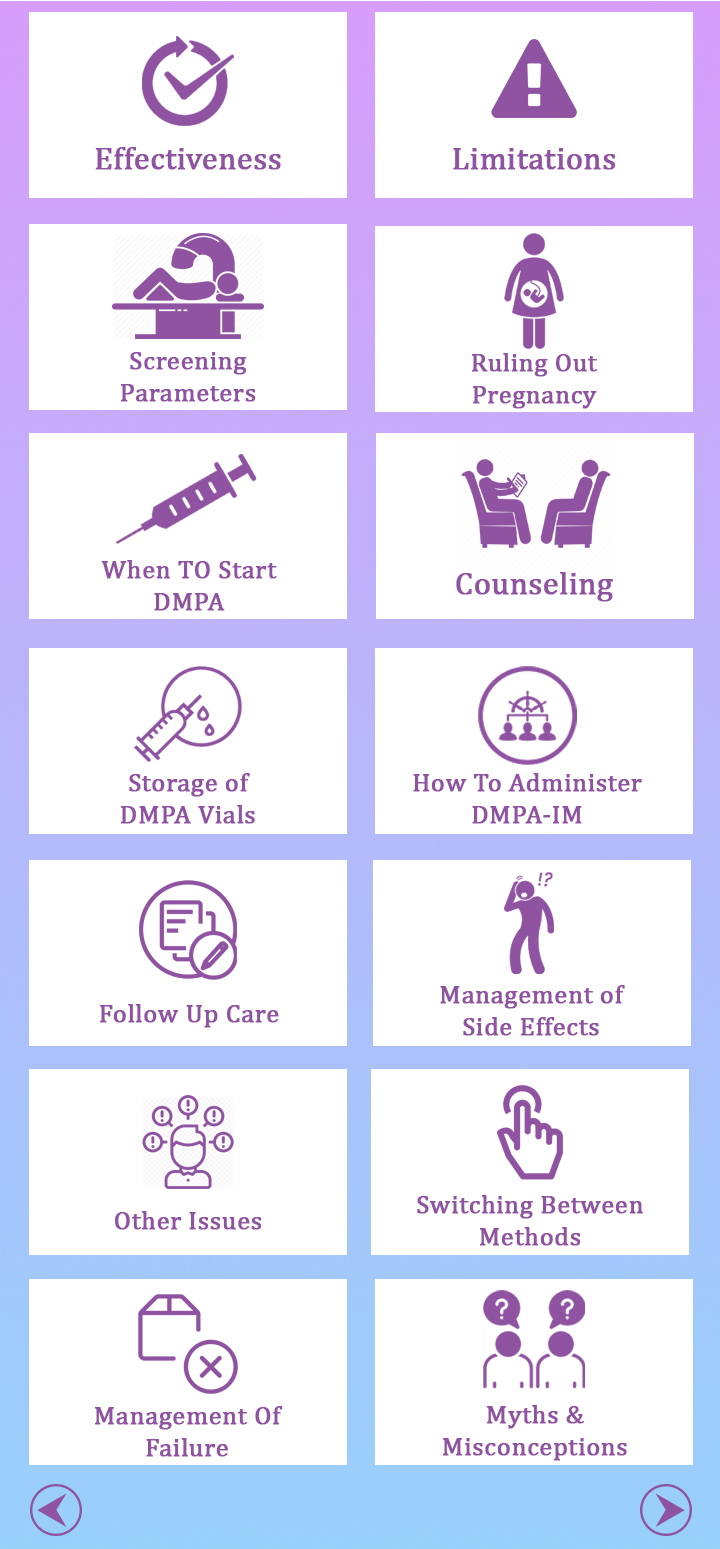 Effectiveness
Limitations
Screening
Parameters
Ruling Out
Pregnancy
When TO Start
DMPA
Counseling
Storage of
DMPA Vials
How To Administer
DMPA-IM
Follow Up Care
!?
Management of
Side Effects
Other Issues
Switching Between
Methods
Management Of
Failure
? ?
Myths &
Misconceptions